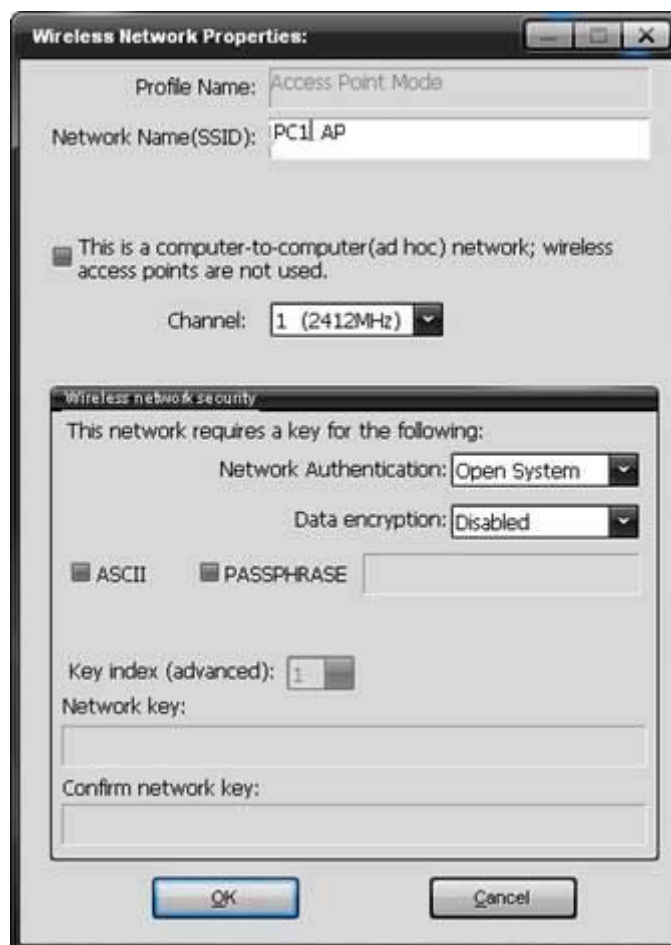 Wireless Network Properties:
Profile Name: Access Point Mode
Network Name(SSID): PC1 AP
This is a computer-to-computer(ad hoc) network; wireless
access points are not used.
Channel: 1 (2412MHz)
Wireless network security
This network requires a key for the following:
Network Authentication: Open System
Data encryption: Disabled
ASCII PASSPHRASE
Key index (advanced): 1
Network key:
Confirm network key:
OK Cancel